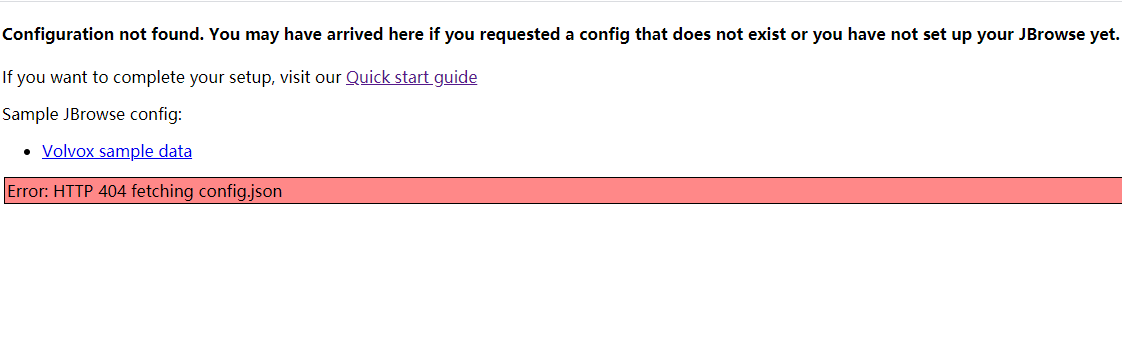 Configuration not found. You may have arrived here if you requested a config that does not exist or you have not set up your JBrowse yet.
If you want to complete your setup, visit our Quick start guide
Sample JBrowse config:
• Volvox sample data
Error: HTTP 404 fetching config.json